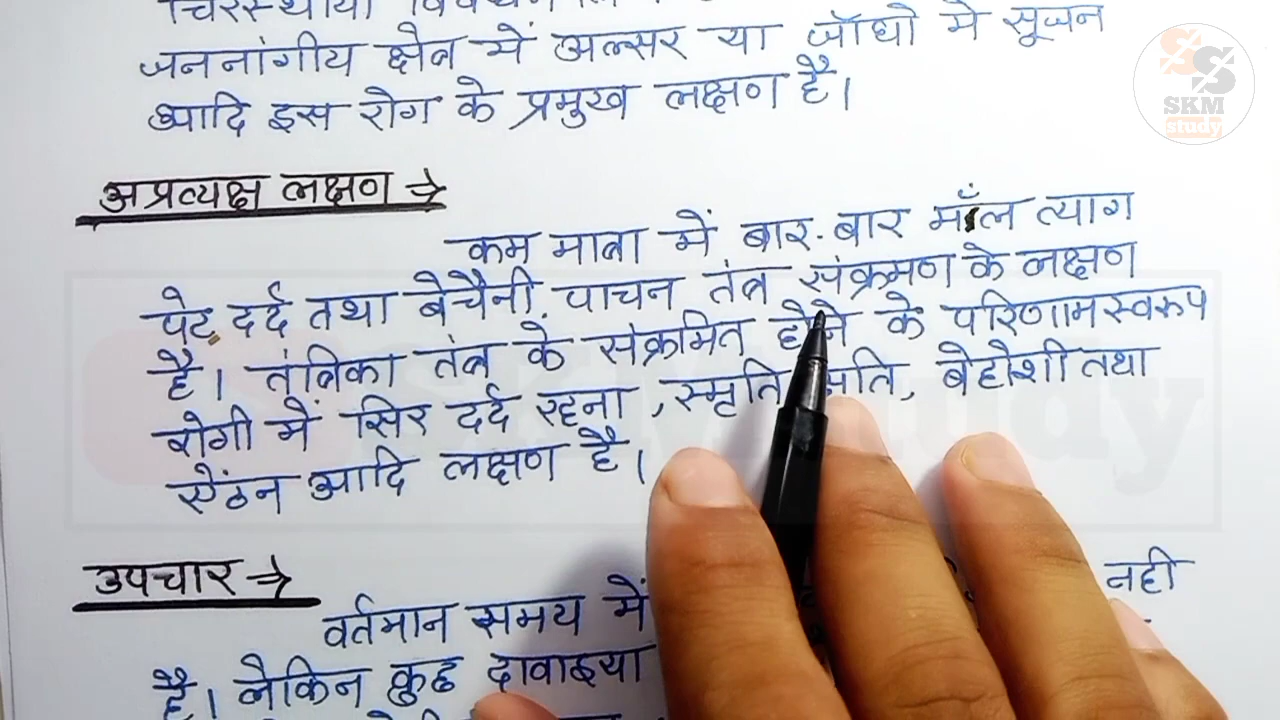 जननांगीय क्षेत्र में अल्सर या जाँघो मे सूजन
आदि इस रोग के प्रमुख लक्षण है।
अप्रत्यक्ष लक्षण →
कम मात्रा में बार-बार मॉल त्याग
पेट दर्द तथा बेचैनी, पाचन तंत्र संक्रमण के लक्षण
है। तंत्रिका तंत्र के संक्रमित होने के परिणामस्वरूप
रोगी में सिर दर्द रहना, स्मृति क्षति, बेहोशी तथा
ऐंठन आदि लक्षण है।
उपचार →
वर्तमान समय में नही
है। लेकिन कुछ दावाइया
SKM
study